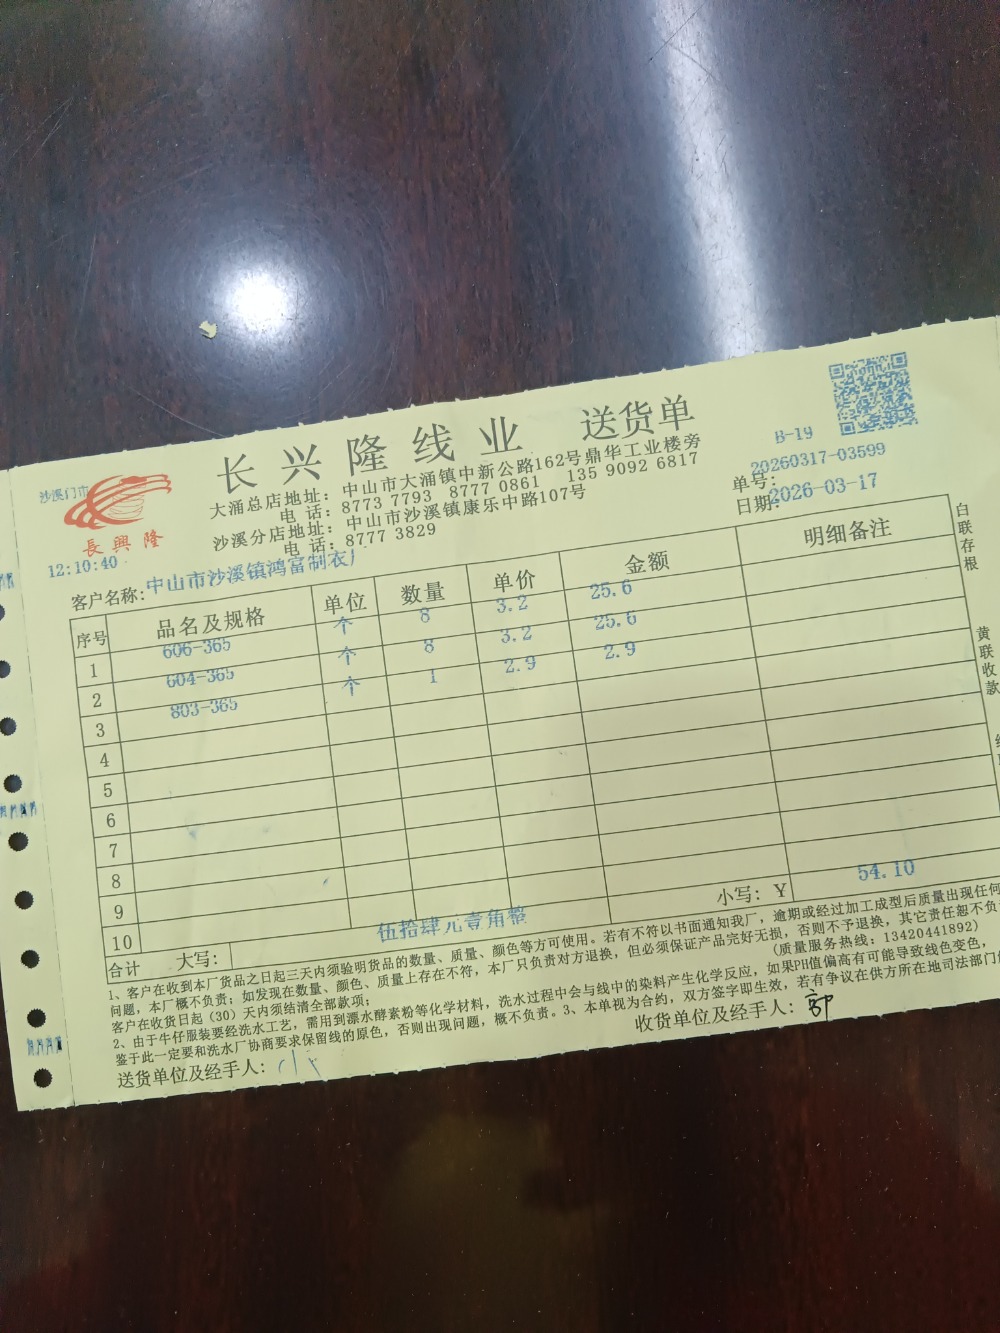 长兴隆线业 送货单
沙溪门市
長興隆
B-19
大涌总店地址：中山市大涌镇中新公路162号鼎华工业楼旁
电 话：8773 7793 8777 0861 135 9092 6817
沙溪分店地址：中山市沙溪镇康乐中路107号
电 话：8777 3829
单号：20260317-03599
日期：2026-03-17
12:10:40
客户名称：中山市沙溪镇鸿富制衣厂
序号 品名及规格 单位 数量 单价 金额 明细备注
1 606-365 个 8 3.2 25.6
2 604-365 个 8 3.2 25.6
3 803-365 个 1 2.9 2.9
4
5
6
7
8
9
10
合计 大写： 伍拾肆元壹角整 小写：Y 54.10
1、客户在收到本厂货品之日起三天内须验明货品的数量、质量、颜色等方可使用。若有不符以书面通知我厂，逾期或经过加工成型后质量出现任何
问题，本厂概不负责；如发现在数量、颜色、质量上存在不符，本厂只负责对方退换，但必须保证产品完好无损，否则不予退换，其它责任恕不负
客户在收货日起（30）天内须结清全部款项； （质量服务热线：13420441892）
2、由于牛仔服装要经洗水工艺，需用到漂水酵素粉等化学材料，洗水过程中会与线中的染料产生化学反应，如果PH值偏高有可能导致线色变色，
鉴于此一定要和洗水厂协商要求保留线的原色，否则出现问题，概不负责。3、本单视为合约，双方签字即生效，若有争议在供方所在地司法部门
送货单位及经手人：
收货单位及经手人：
白联存根
黄联收款